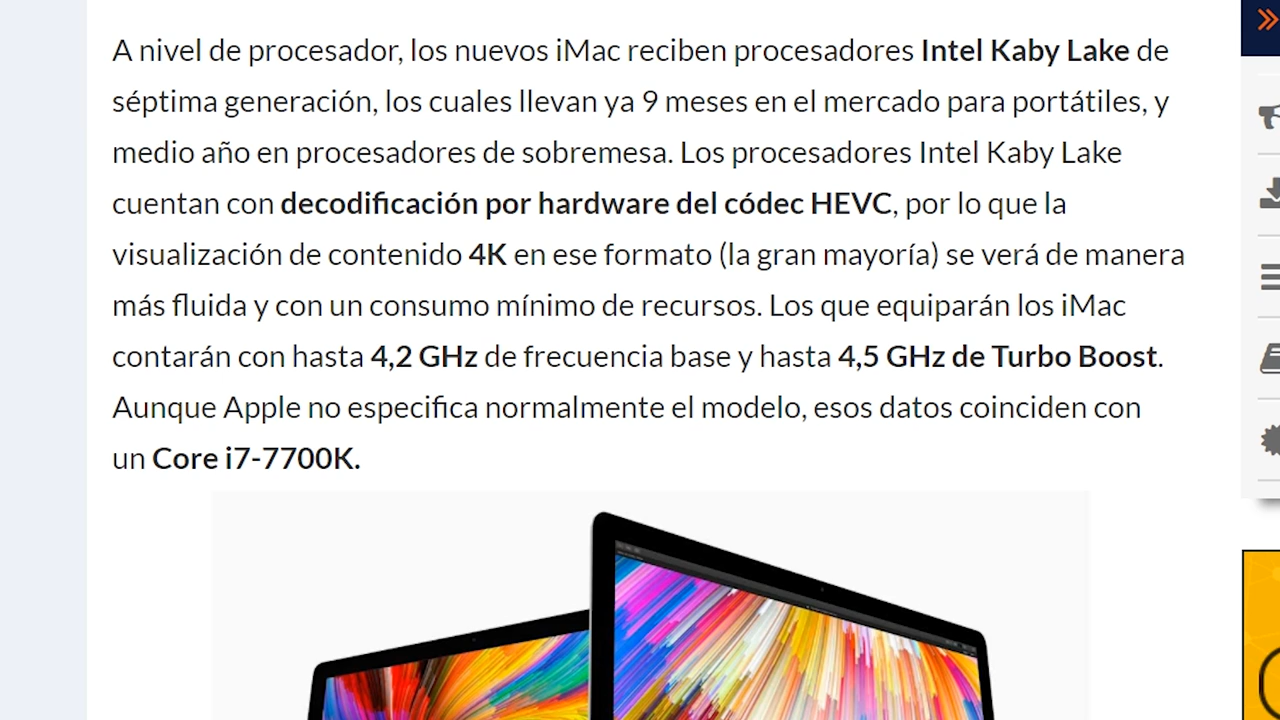 A nivel de procesador, los nuevos iMac reciben procesadores Intel Kaby Lake de
séptima generación, los cuales llevan ya 9 meses en el mercado para portátiles, y
medio año en procesadores de sobremesa. Los procesadores Intel Kaby Lake
cuentan con decodificación por hardware del códec HEVC, por lo que la
visualización de contenido 4K en ese formato (la gran mayoría) se verá de manera
más fluida y con un consumo mínimo de recursos. Los que equiparán los iMac
contarán con hasta 4,2 GHz de frecuencia base y hasta 4,5 GHz de Turbo Boost.
Aunque Apple no especifica normalmente el modelo, esos datos coinciden con
un Core i7-7700K.